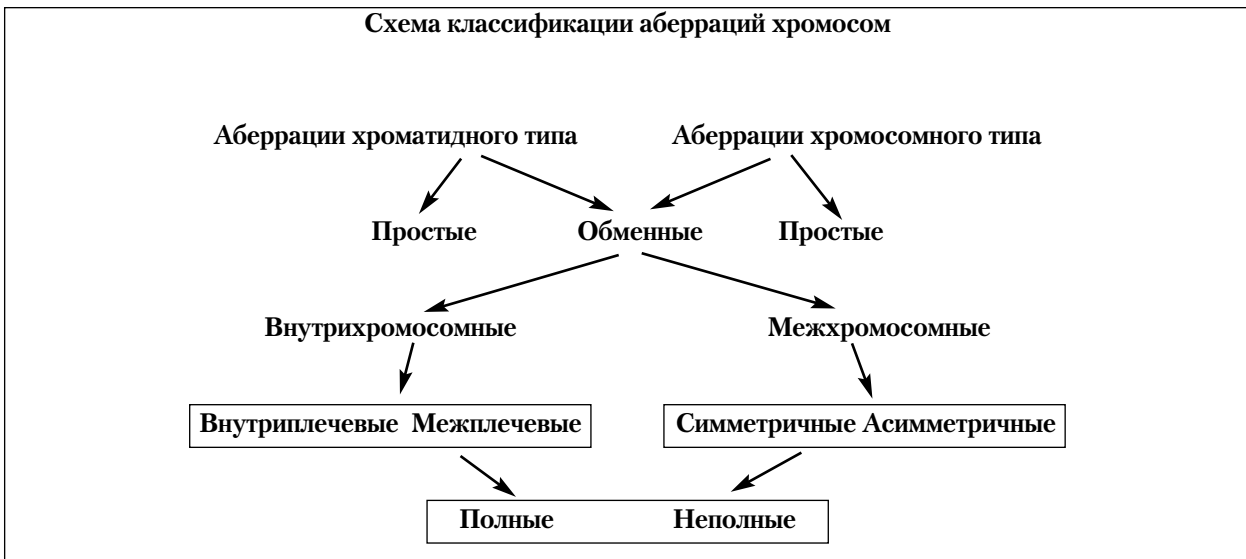 Схема классификации аберраций хромосом
Аберрации хроматидного типа Аберрации хромосомного типа
Простые Обменные Простые
Внутрихромосомные Межхромосомные
Внутриплечевые Межплечевые Симметричные Асимметричные
Полные Неполные